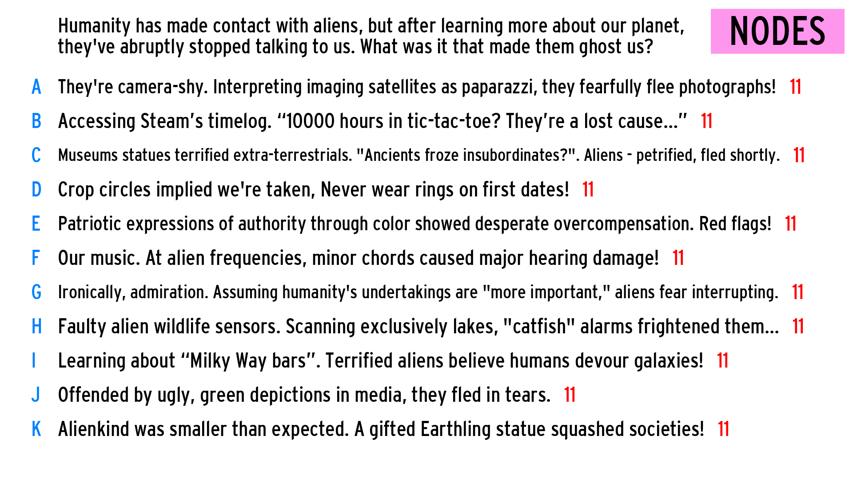 Humanity has made contact with aliens, but after learning more about our planet,
they've abruptly stopped talking to us. What was it that made them ghost us?
NODES
A They're camera-shy. Interpreting imaging satellites as paparazzi, they fearfully flee photographs! 11
B Accessing Steam's timelog. “10000 hours in tic-tac-toe? They're a lost cause...” 11
C Museums statues terrified extra-terrestrials. "Ancients froze insubordinates?". Aliens - petrified, fled shortly. 11
D Crop circles implied we're taken, Never wear rings on first dates! 11
E Patriotic expressions of authority through color showed desperate overcompensation. Red flags! 11
F Our music. At alien frequencies, minor chords caused major hearing damage! 11
G Ironically, admiration. Assuming humanity's undertakings are "more important," aliens fear interrupting. 11
H Faulty alien wildlife sensors. Scanning exclusively lakes, "catfish" alarms frightened them... 11
I Learning about “Milky Way bars”. Terrified aliens believe humans devour galaxies! 11
J Offended by ugly, green depictions in media, they fled in tears. 11
K Alienkind was smaller than expected. A gifted Earthling statue squashed societies! 11